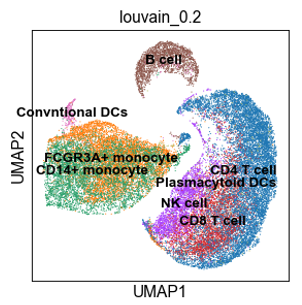 louvain_0.2
B cell
Convntional DCs
FCGR3A+ monocyte
CD14+ monocyte
CD4 T cell
Plasmacytoid DCs
NK cell
CD8 T cell
UMAP2
UMAP1